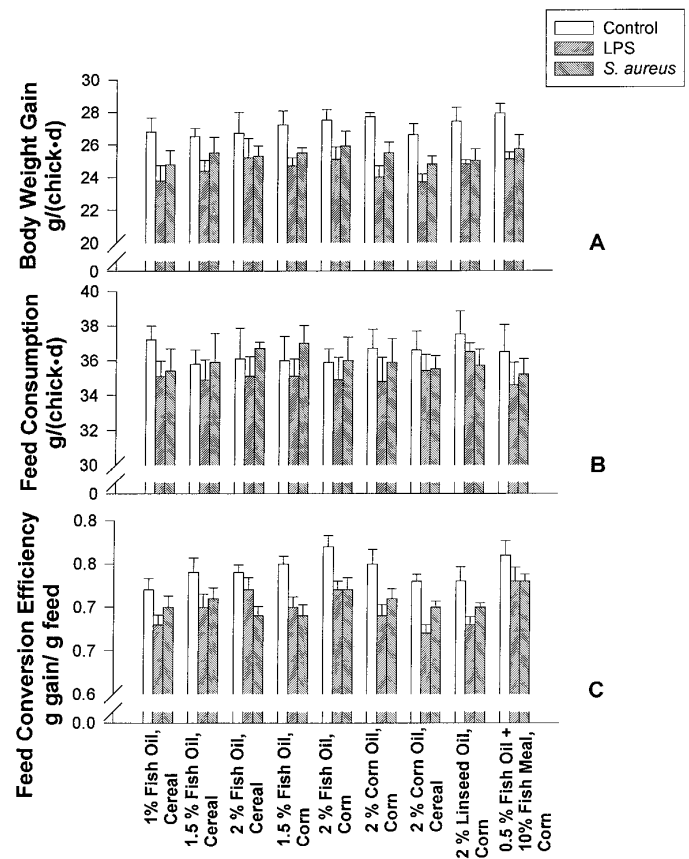 Control
LPS
S. aureus
Body Weight Gain
g/(chick•d)
30
28
26
24
22
20
0
A
Feed Consumption
g/(chick•d)
40
38
36
34
32
30
0
B
Feed Conversion Efficiency
g gain/ g feed
0.8
0.8
0.7
0.7
0.6
0.0
C
1% Fish Oil,
Cereal
1.5 % Fish Oil,
Cereal
2 % Fish Oil,
Cereal
1.5 % Fish Oil,
Corn
2 % Fish Oil,
Corn
2 % Corn Oil,
Corn
2 % Corn Oil,
Cereal
2 % Linseed Oil,
Corn
0.5 % Fish Oil +
10% Fish Meal,
Corn